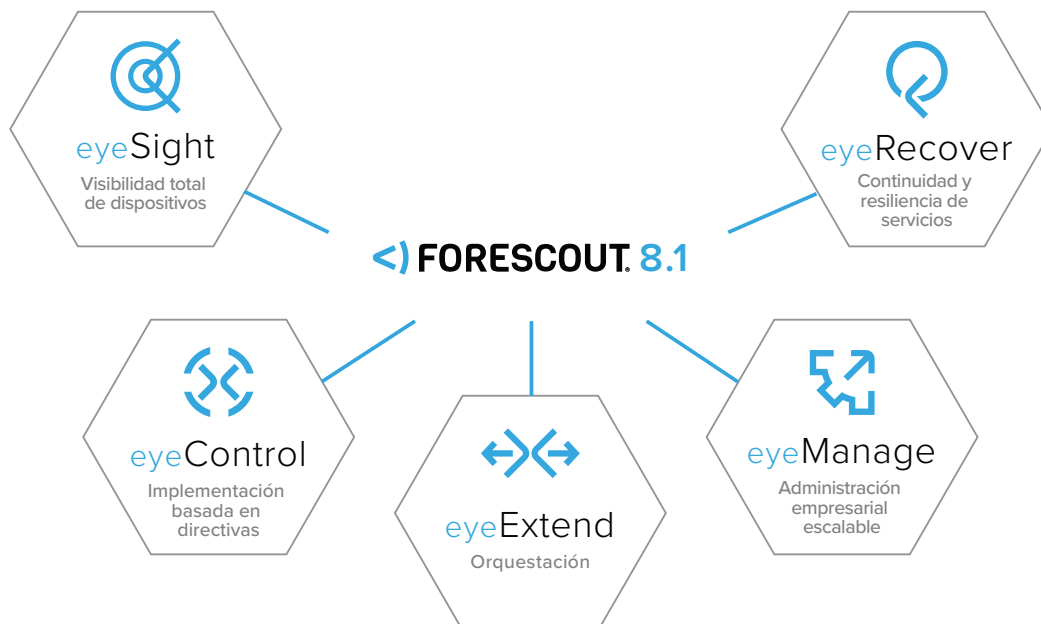 eyeSight
Visibilidad total
de dispositivos
eyeRecover
Continuidad y
resiliencia de
servicios
<) FORESCOUT. 8.1
eyeControl
Implementación
basada en
directivas
eyeExtend
Orquestación
eyeManage
Administración
empresarial
escalable